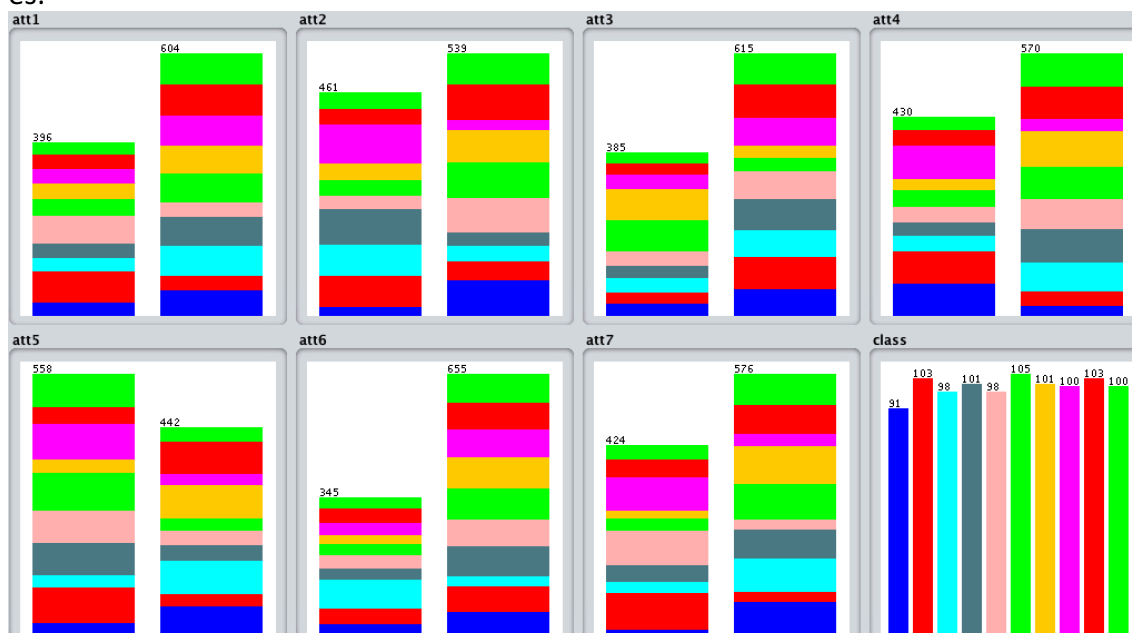 es.
att1 att2 att3 att4
396 604
461 539
385 615
430 570
att5 att6 att7 class
558 442
345 655
424 576
91 103 98 101 98 105 101 100 103 100